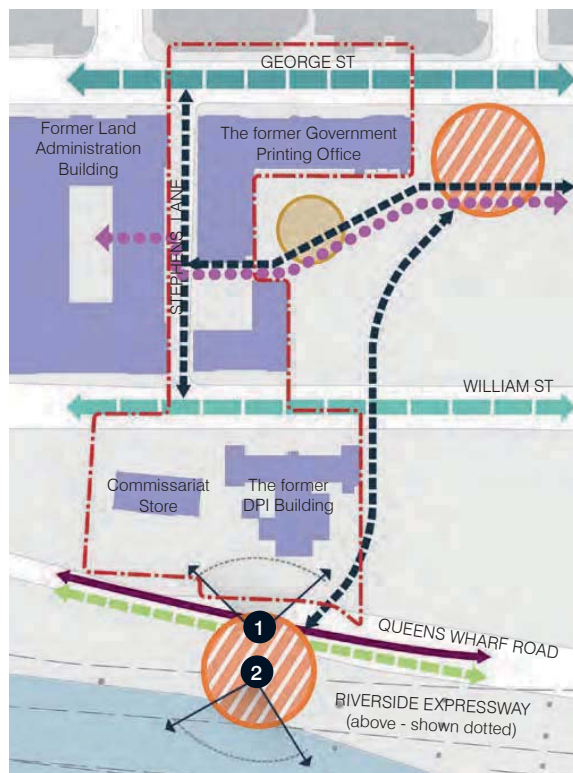 GEORGE ST
Former Land
Administration
Building
The former Government
Printing Office
STEPHENS LANE
WILLIAM ST
Commissariat
Store
The former
DPI Building
1
QUEENS WHARF ROAD
2
RIVERSIDE EXPRESSWAY
(above - shown dotted)